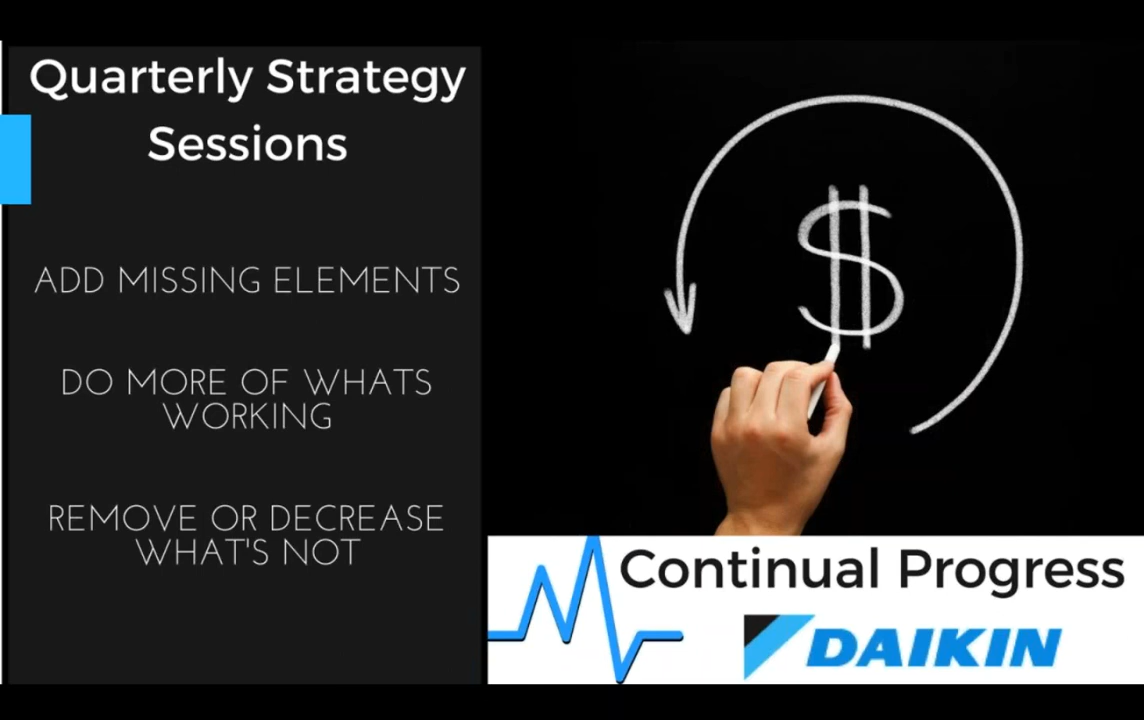 Quarterly Strategy
Sessions
ADD MISSING ELEMENTS
DO MORE OF WHATS
WORKING
REMOVE OR DECREASE
WHAT'S NOT
$
Continual Progress
DAIKIN